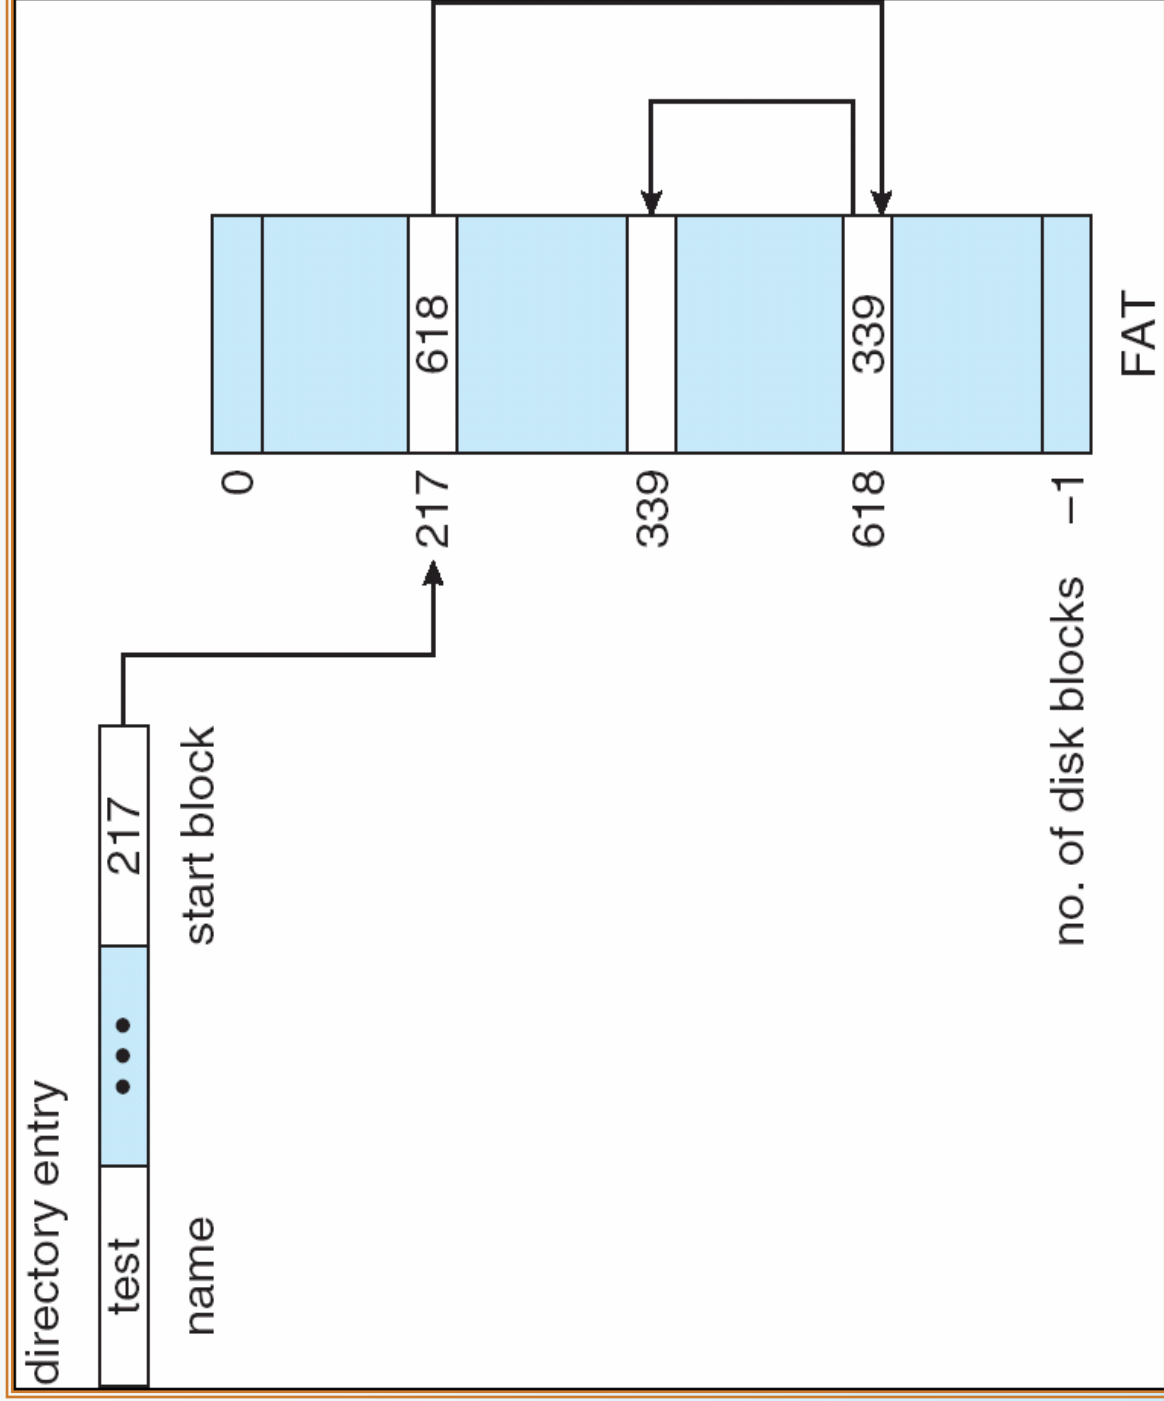 directory entry
test ••• 217
name start block
0
217 618
339
618 339
no. of disk blocks –1
FAT